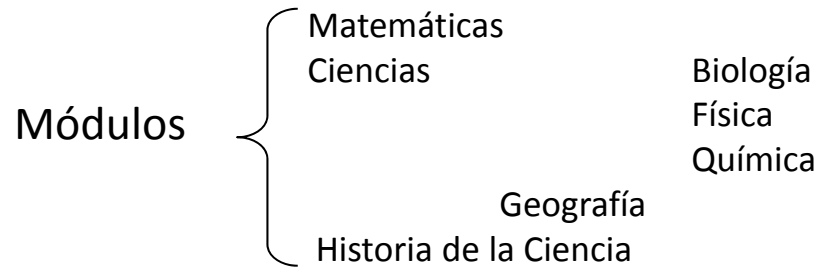 Módulos
Matemáticas
Ciencias
Biología
Física
Química
Geografía
Historia de la Ciencia